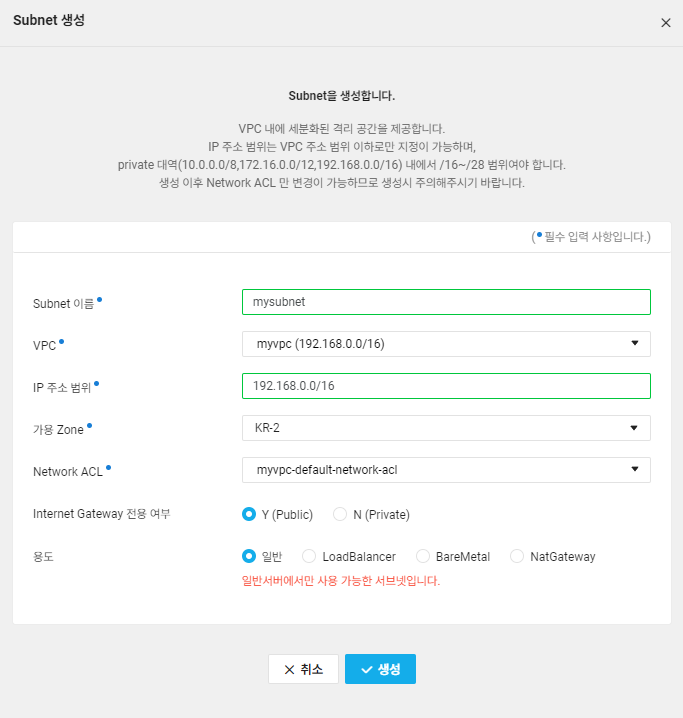 Subnet 생성
Subnet을 생성합니다.
VPC 내에 세분화된 격리 공간을 제공합니다.
IP 주소 범위는 VPC 주소 범위 이하로만 지정이 가능하며,
private 대역(10.0.0.0/8,172.16.0.0/12,192.168.0.0/16) 내에서 /16~/28 범위여야 합니다.
생성 이후 Network ACL 만 변경이 가능하므로 생성시 주의해주시기 바랍니다.
(• 필수 입력 사항입니다.)
Subnet 이름 • mysubnet
VPC • myvpc (192.168.0.0/16)
IP 주소 범위 • 192.168.0.0/16
가용 Zone • KR-2
Network ACL • myvpc-default-network-acl
Internet Gateway 전용 여부 Y (Public) N (Private)
용도 일반 LoadBalancer BareMetal NatGateway
일반서버에서만 사용 가능한 서브넷입니다.
취소 생성